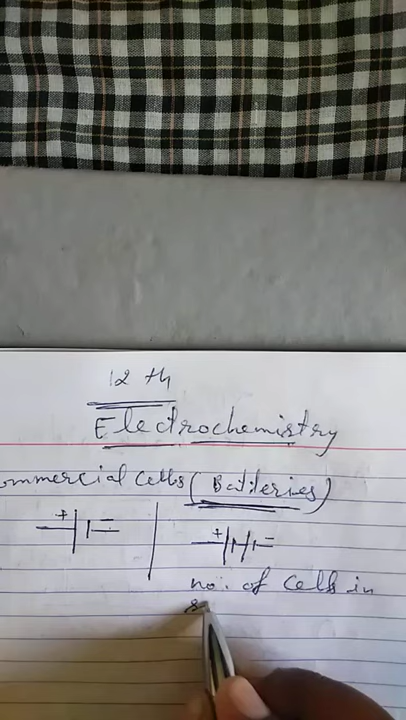 12 th
Electrochemistry
ommercial Cells (Batteries)
+
+
no. of cells in
s